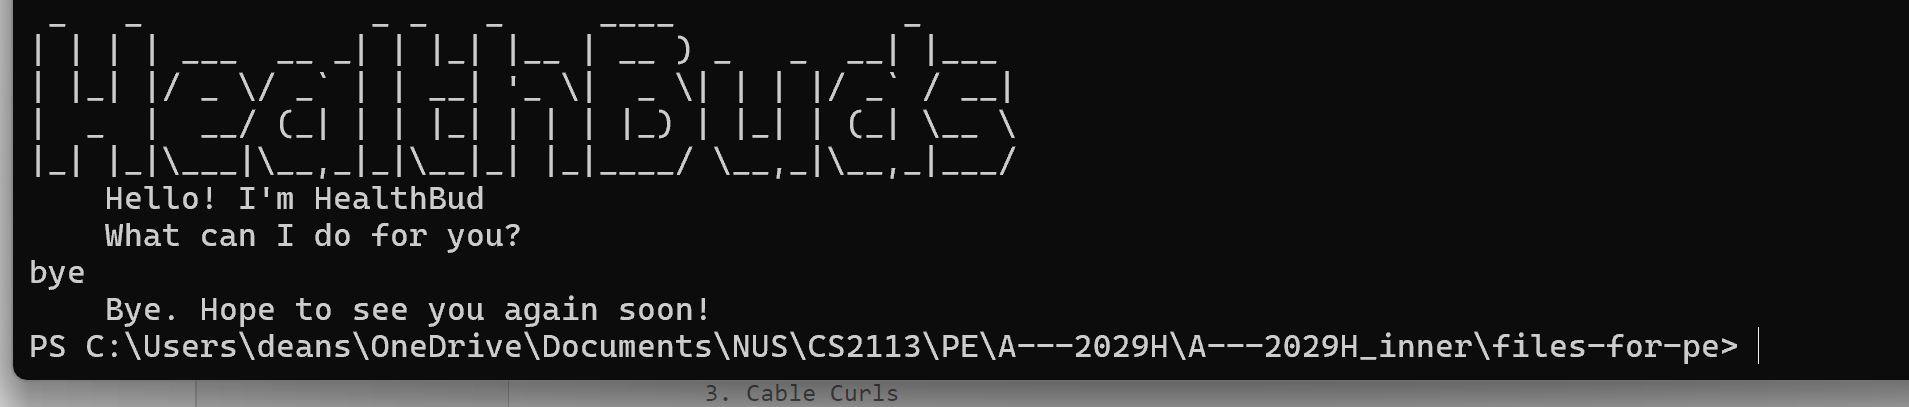 HealthBuds
Hello! I'm HealthBud
What can I do for you?
bye
Bye. Hope to see you again soon!
PS C:\Users\deans\OneDrive\Documents\NUS\CS2113\PE\A---2029H\A---2029H_inner\files-for-pe>
3. Cable Curls